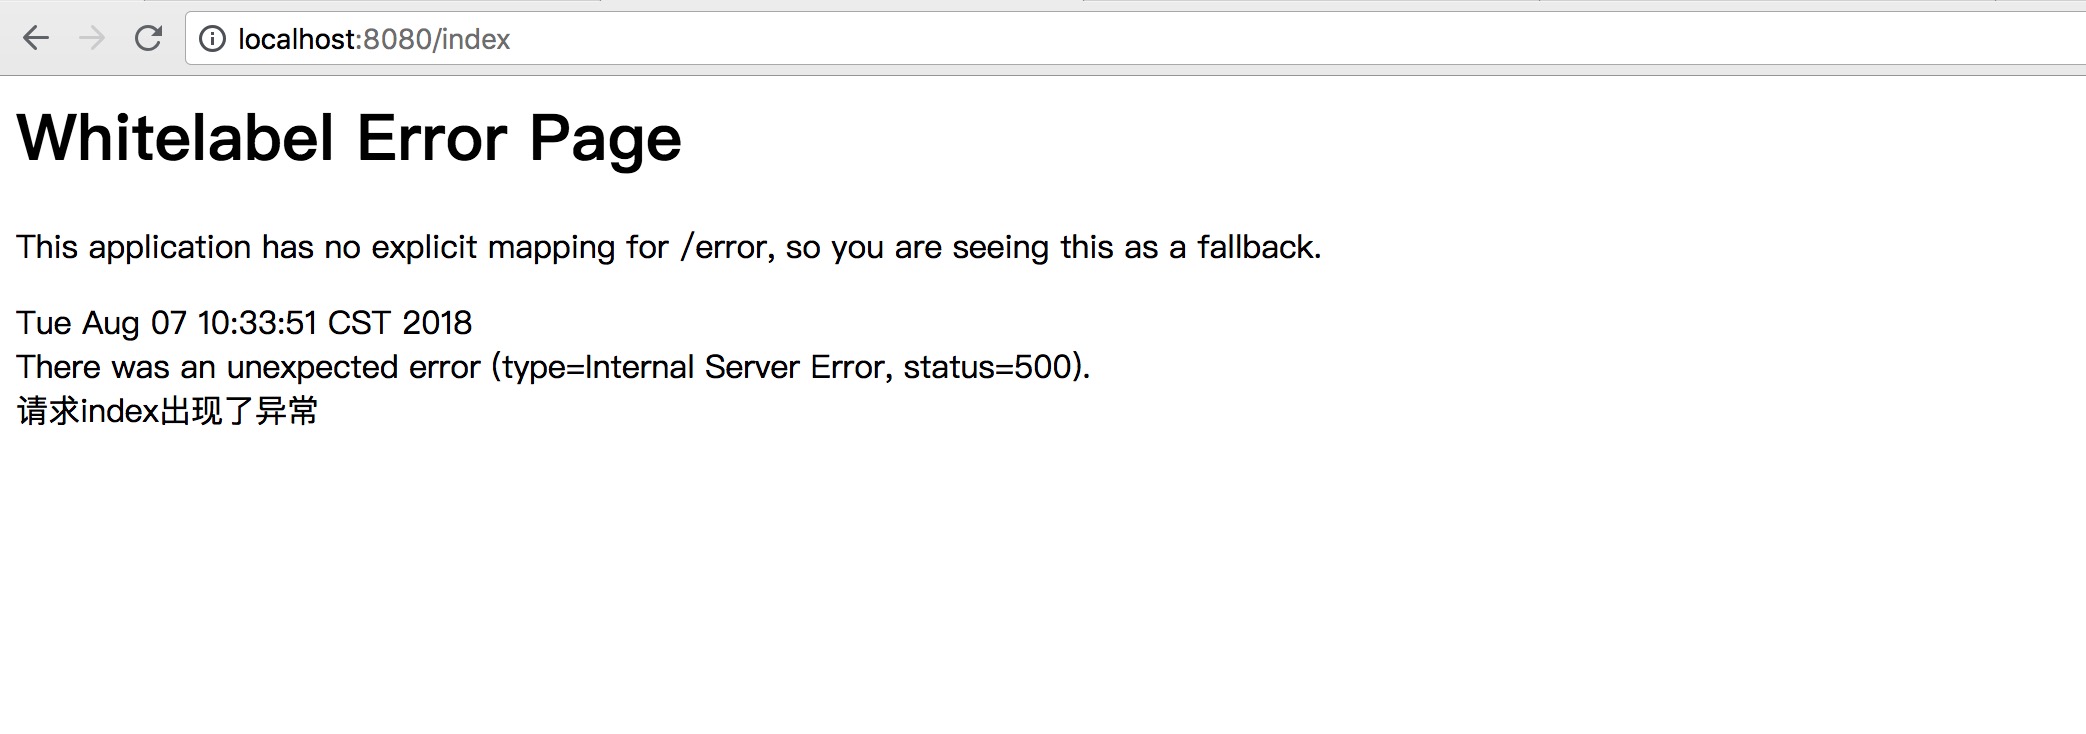 localhost:8080/index
Whitelabel Error Page
This application has no explicit mapping for /error, so you are seeing this as a fallback.
Tue Aug 07 10:33:51 CST 2018
There was an unexpected error (type=Internal Server Error, status=500).
请求index出现了异常